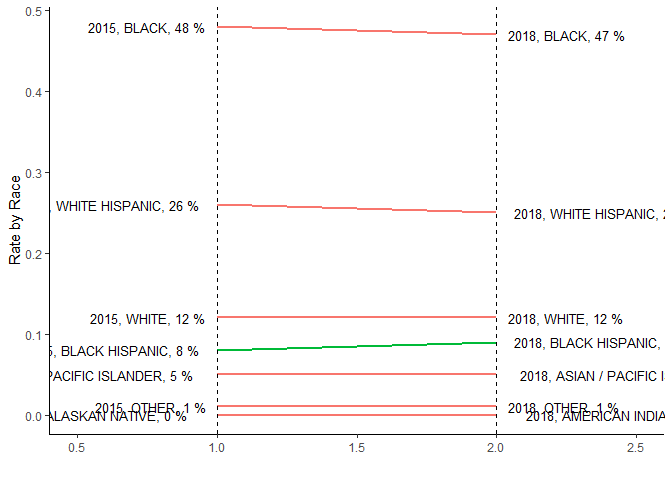 0.5
2015, BLACK, 48 %
2018, BLACK, 47 %
0.4
0.3
Rate by Race
, WHITE HISPANIC, 26 %
2018, WHITE HISPANIC, 2
0.2
2015, WHITE, 12 %
2018, WHITE, 12 %
0.1
, BLACK HISPANIC, 8 %
2018, BLACK HISPANIC,
PACIFIC ISLANDER, 5 %
2018, ASIAN / PACIFIC I
2015, OTHER, 1 %
2018, OTHER, 1 %
0.0
ALASKAN NATIVE, 0 %
2018, AMERICAN INDIA
0.5
1.0
1.5
2.0
2.5